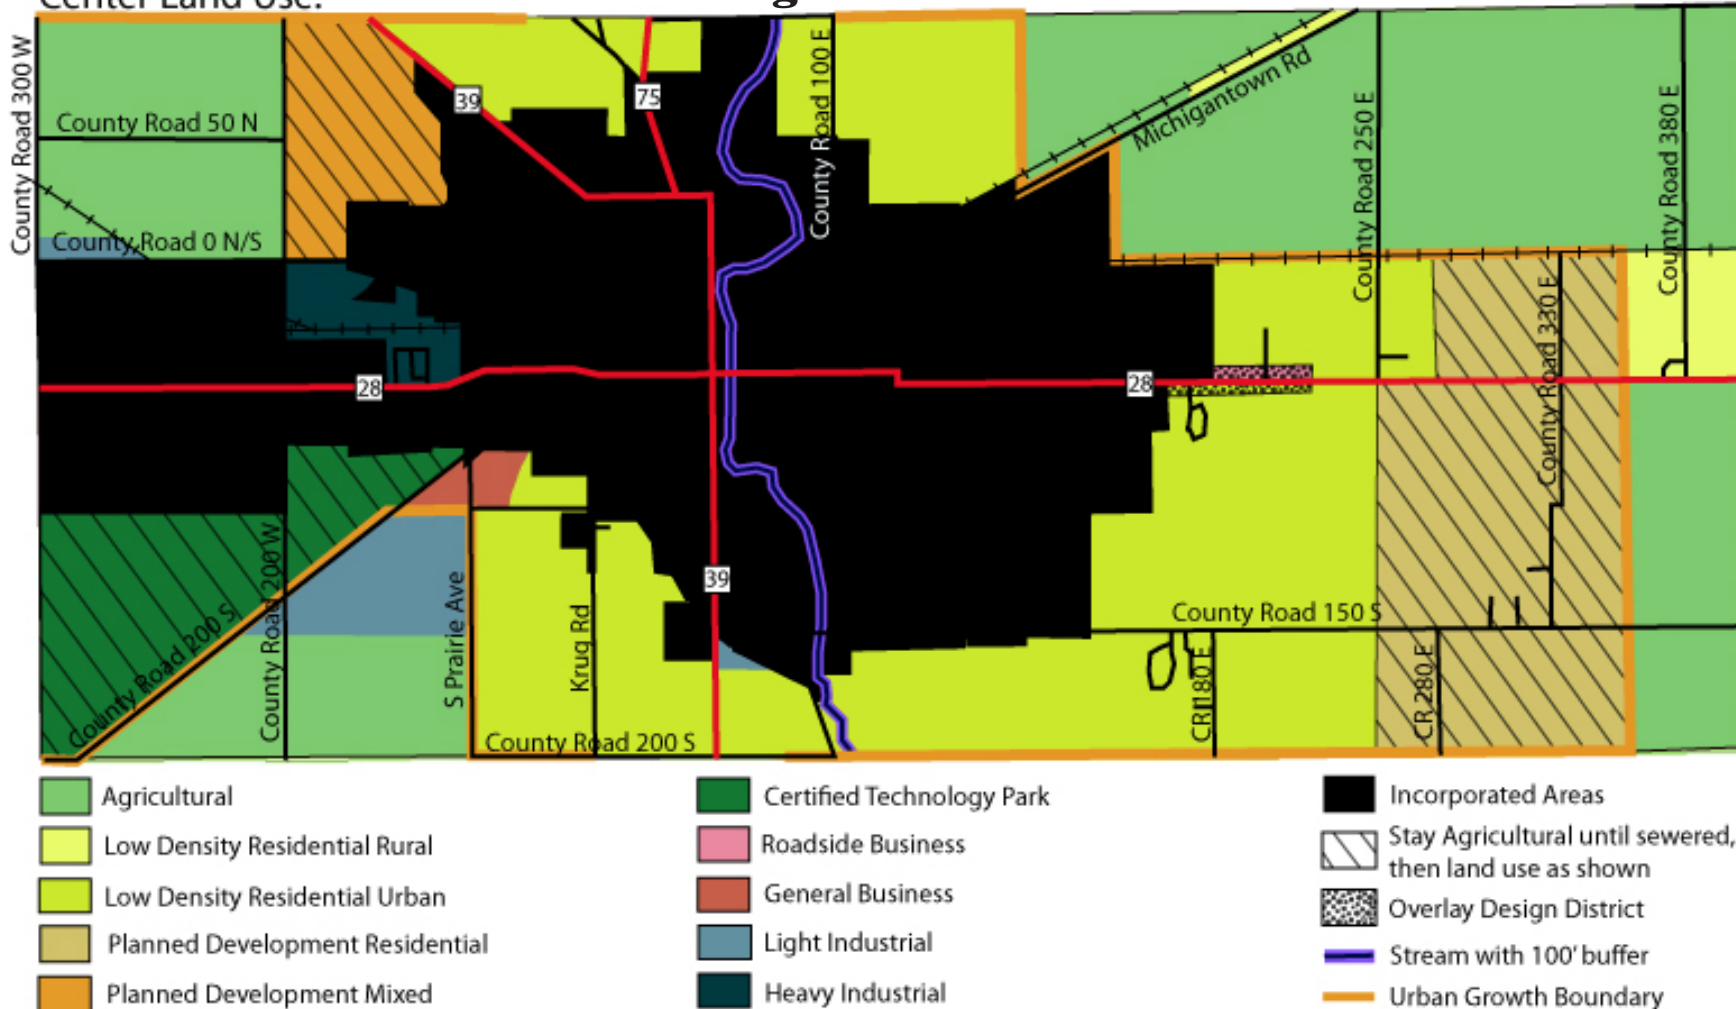 Center Land Use:
g
County Road 300 W
County Road 50 N
County Road 0 N/S
39
75
County Road 100 E
Michigantown Rd
County Road 250 E
County Road 380 E
County Road 330 E
28
28
39
County Road 200 W
County Road 200 S
S Prairie Ave
Krug Rd
County Road 200 S
County Road 150 S
CR 180 E
CR 280 E
Agricultural
Low Density Residential Rural
Low Density Residential Urban
Planned Development Residential
Planned Development Mixed
Certified Technology Park
Roadside Business
General Business
Light Industrial
Heavy Industrial
Incorporated Areas
Stay Agricultural until sewered,
then land use as shown
Overlay Design District
Stream with 100' buffer
Urban Growth Boundary